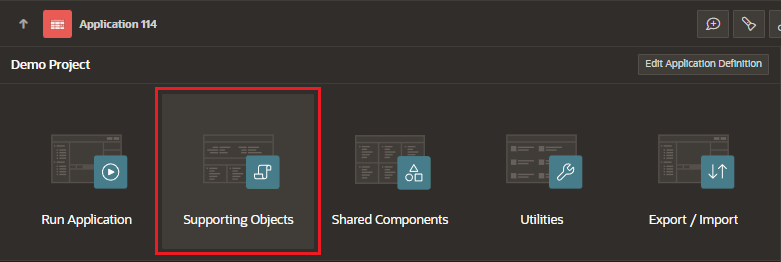 Application 114
Demo Project
Edit Application Definition
Run Application
Supporting Objects
Shared Components
Utilities
Export / Import